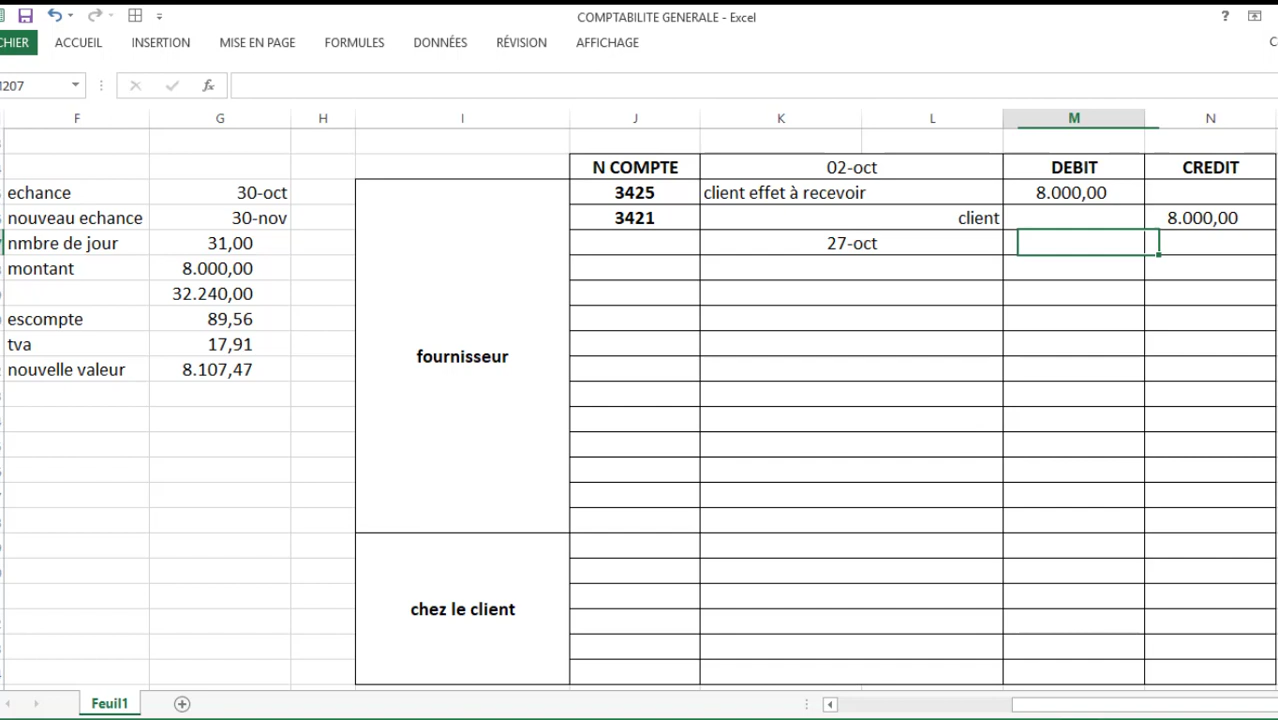 COMPTABILITE GENERALE - Excel
?
CHIER ACCUEIL INSERTION MISE EN PAGE FORMULES DONNÉES RÉVISION AFFICHAGE
207 fx
F G H I J K L M N
N COMPTE 02-oct DEBIT CREDIT
echance 30-oct 3425 client effet à recevoir 8.000,00
nouveau echance 30-nov 3421 client 8.000,00
nmbre de jour 31,00 27-oct
montant 8.000,00
32.240,00
escompte 89,56
tva 17,91
fournisseur
nouvelle valeur 8.107,47
chez le client
Feuil1